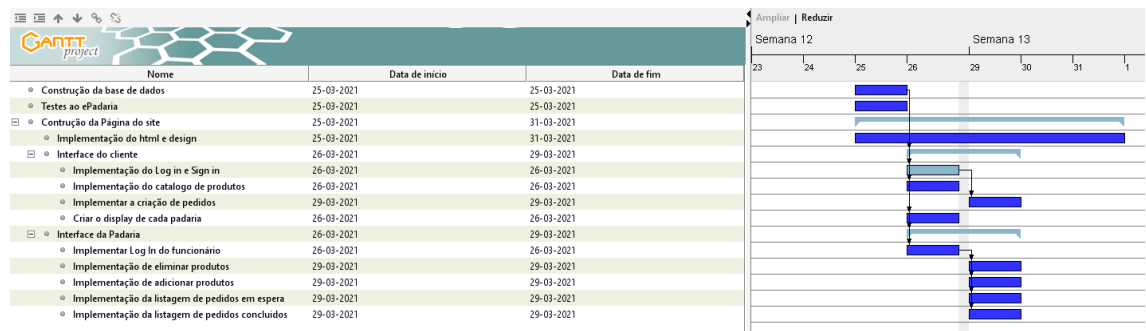 Ampliar | Reduzir
GANTT project
Semana 12 Semana 13
Nome Data de início Data de fim
23 24 25 26 29 30 31 1
Construção da base de dados 25-03-2021 25-03-2021
Testes ao ePadaria 25-03-2021 25-03-2021
Contrução da Página do site 25-03-2021 31-03-2021
Implementação do html e design 25-03-2021 31-03-2021
Interface do cliente 26-03-2021 29-03-2021
Implementação do Log in e Sign in 26-03-2021 26-03-2021
Implementação do catalogo de produtos 26-03-2021 26-03-2021
Implementar a criação de pedidos 29-03-2021 29-03-2021
Criar o display de cada padaria 26-03-2021 26-03-2021
Interface da Padaria 26-03-2021 29-03-2021
Implementar Log In do funcionário 26-03-2021 26-03-2021
Implementação de eliminar produtos 29-03-2021 29-03-2021
Implementação de adicionar produtos 29-03-2021 29-03-2021
Implementação da listagem de pedidos em espera 29-03-2021 29-03-2021
Implementação da listagem de pedidos concluidos 29-03-2021 29-03-2021